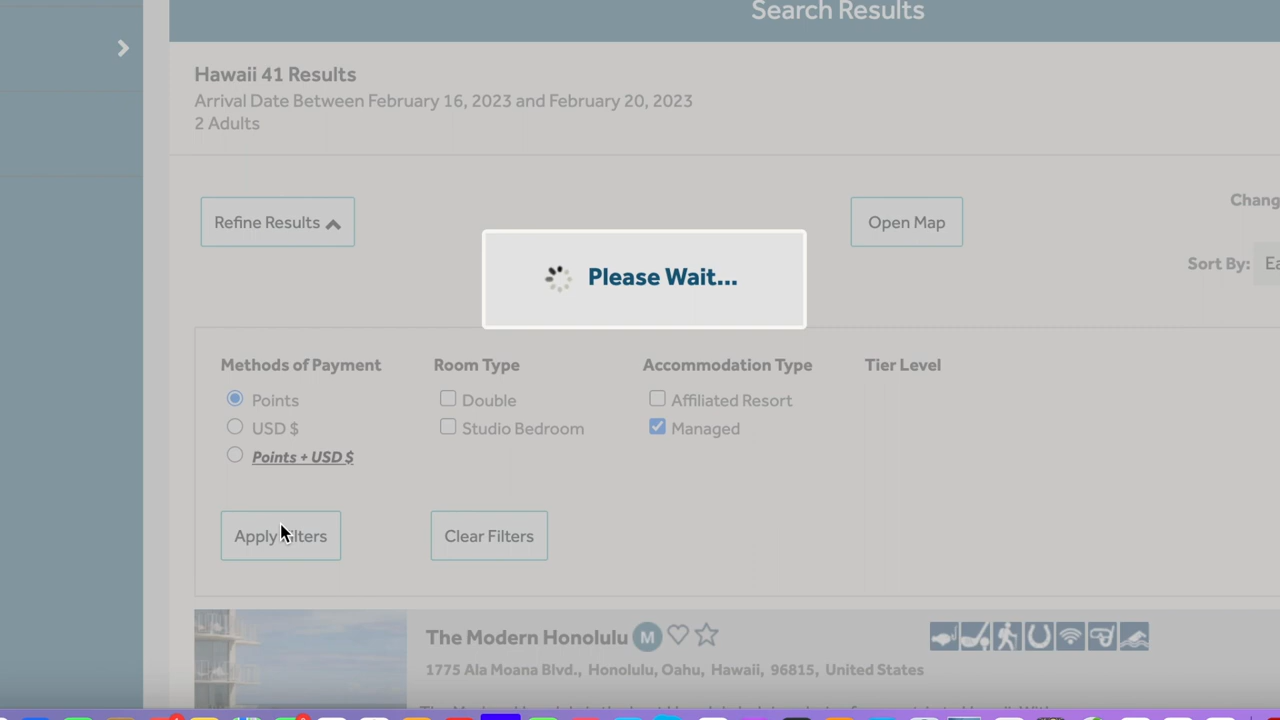 Search Results
Hawaii 41 Results
Arrival Date Between February 16, 2023 and February 20, 2023
2 Adults
Refine Results
Open Map
Sort By:
Please Wait...
Methods of Payment
Room Type
Accommodation Type
Tier Level
Points
Double
Affiliated Resort
USD $
Studio Bedroom
Managed
Points + USD $
Apply Filters
Clear Filters
The Modern Honolulu M
1775 Ala Moana Blvd., Honolulu, Oahu, Hawaii, 96815, United States